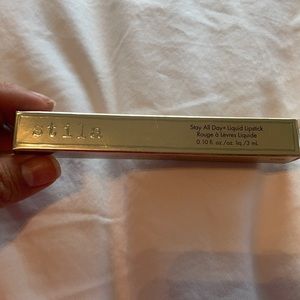 stila
Stay All Day® Liquid Lipstick
Rouge à Lèvres Liquide
0.10 fl. oz./oz. liq./3 mL